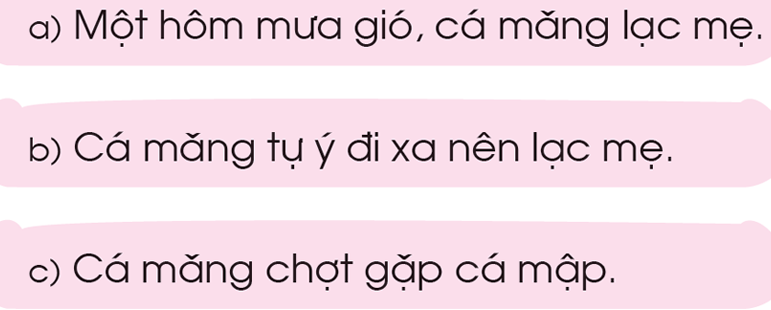 a) Một hôm mưa gió, cá măng lạc mẹ.
b) Cá măng tự ý đi xa nên lạc mẹ.
c) Cá măng chợt gặp cá mập.